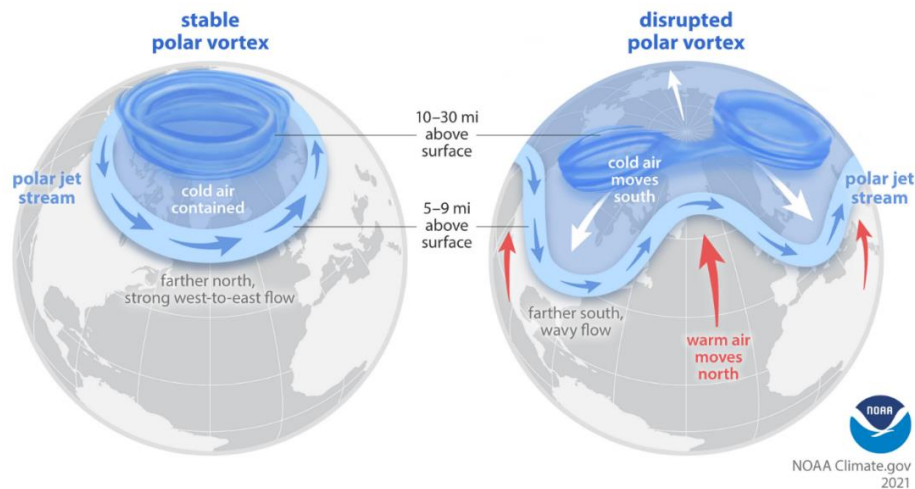 stable
polar vortex
disrupted
polar vortex
10–30 mi
above
surface
polar jet
stream
cold air
contained
5–9 mi
above
surface
farther north,
strong west-to-east flow
cold air
moves
south
polar jet
stream
farther south,
wavy flow
warm air
moves
north
NOAA
NOAA Climate.gov
2021